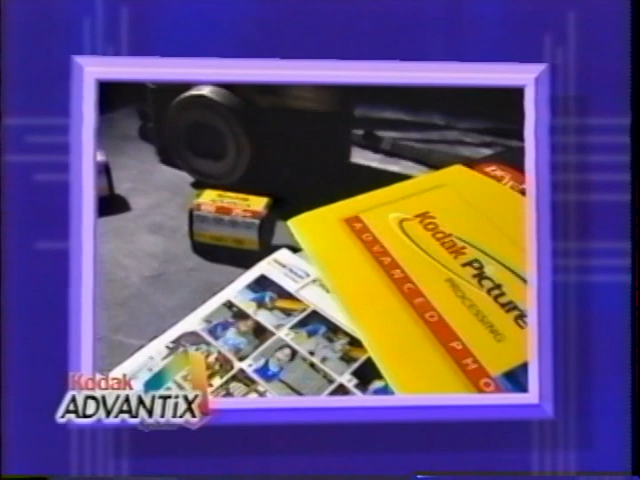 Kodak Picture
PROCESSING
ADVANCED PHO
Kodak
ADVANTiX